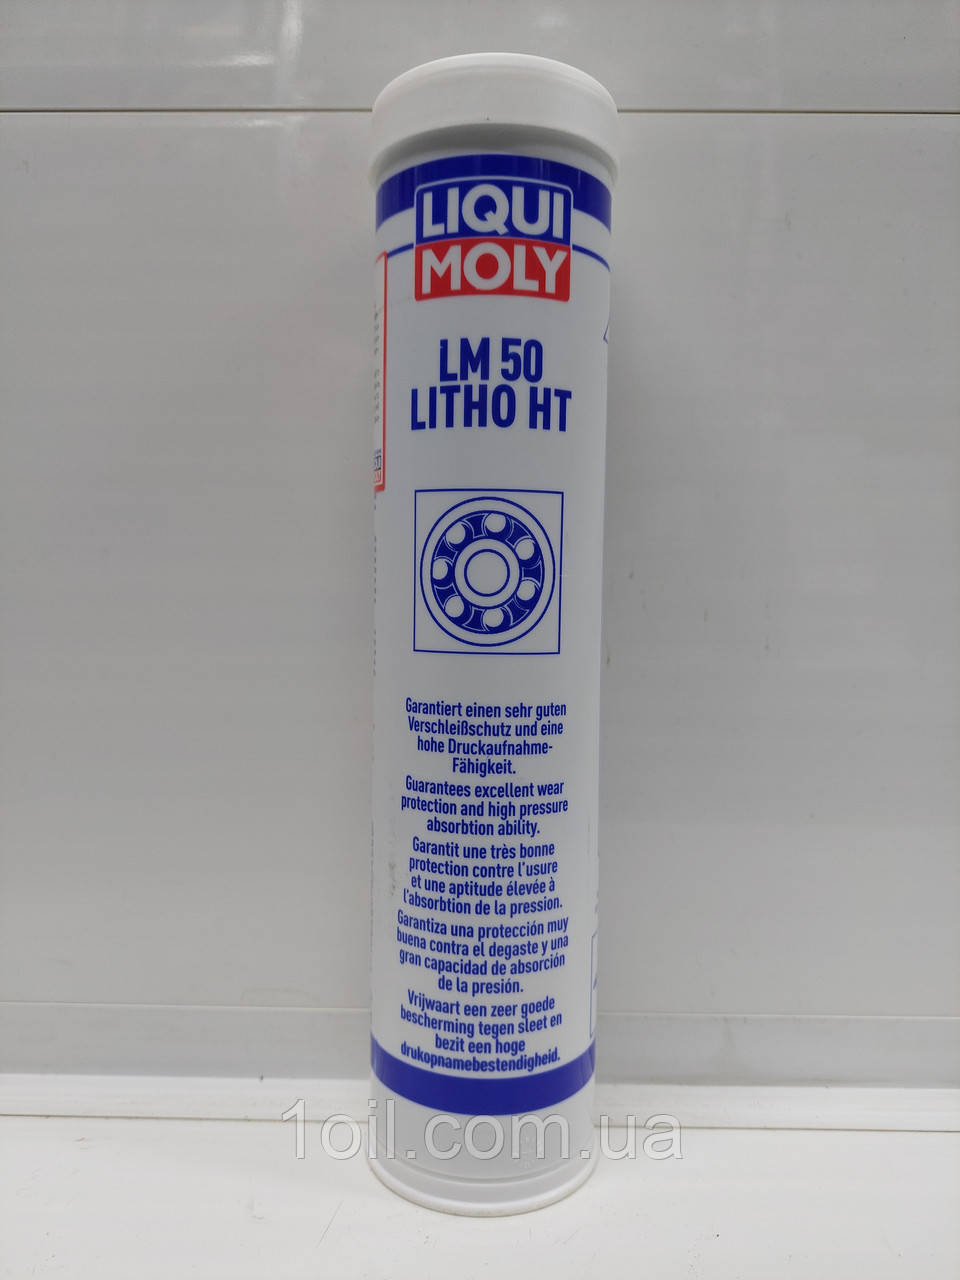 LIQUI
MOLY
LM 50
LITHO HT
Garantiert einen sehr guten
Verschleißschutz und eine
hohe Druckaufnahme-
Fähigkeit.
Guarantees excellent wear
protection and high pressure
absorbtion ability.
Garantit une très bonne
protection contre l'usure
et une aptitude élevée à
l'absorbtion de la pression.
Garantiza una protección muy
buena contra el degaste y una
gran capacidad de absorción
de la presión.
Vrijwaart een zeer goede
bescherming tegen sleet en
bezit een hoge
drukopnamebestendigheid.
1oil.com.ua